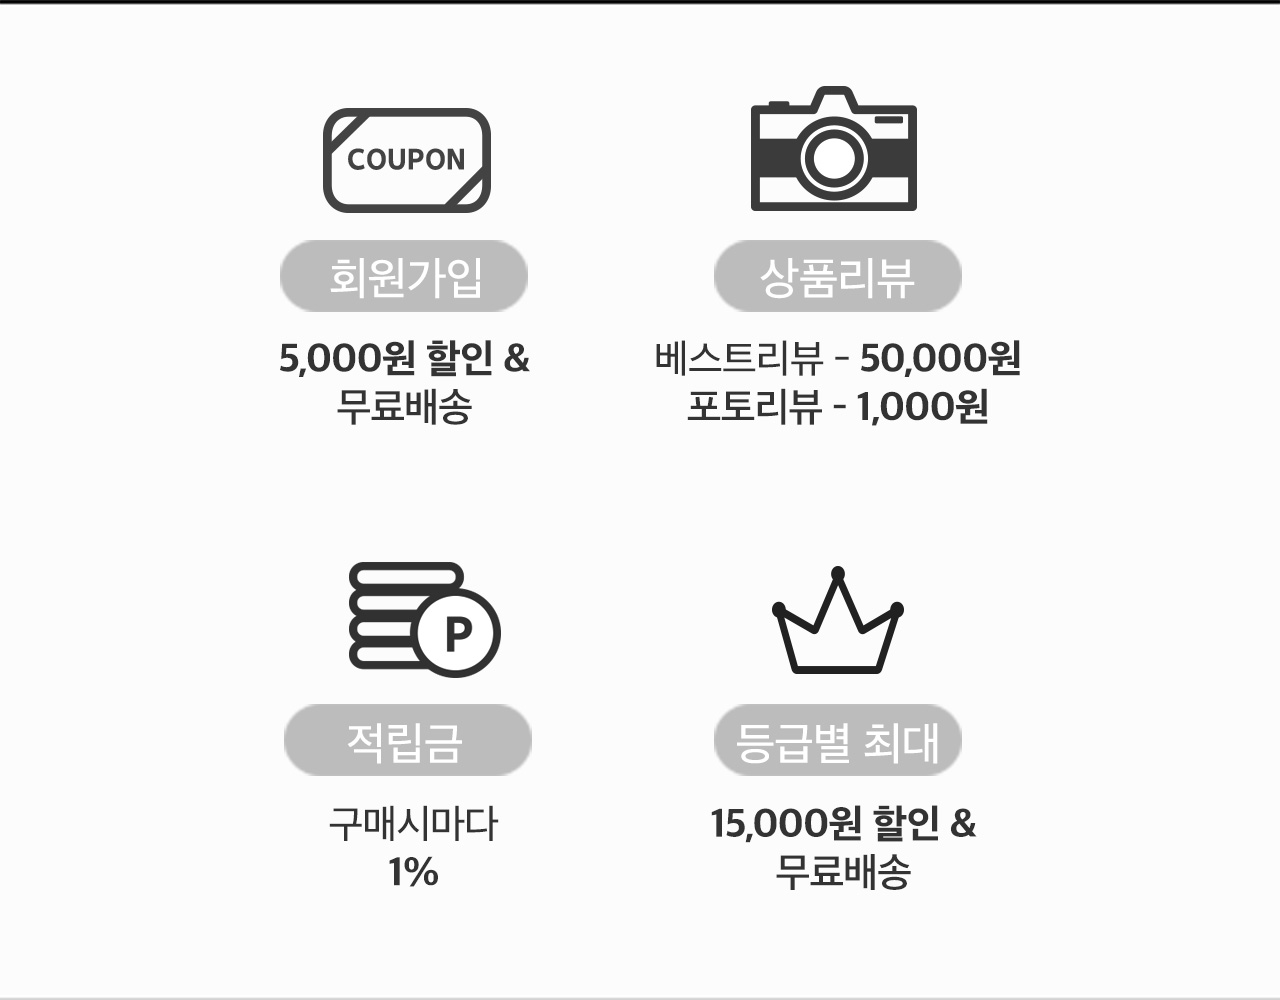 COUPON
회원가입
5,000원 할인 &
무료배송
상품리뷰
베스트리뷰 - 50,000원
포토리뷰 - 1,000원
P
적립금
구매시마다
1%
등급별 최대
15,000원 할인 &
무료배송